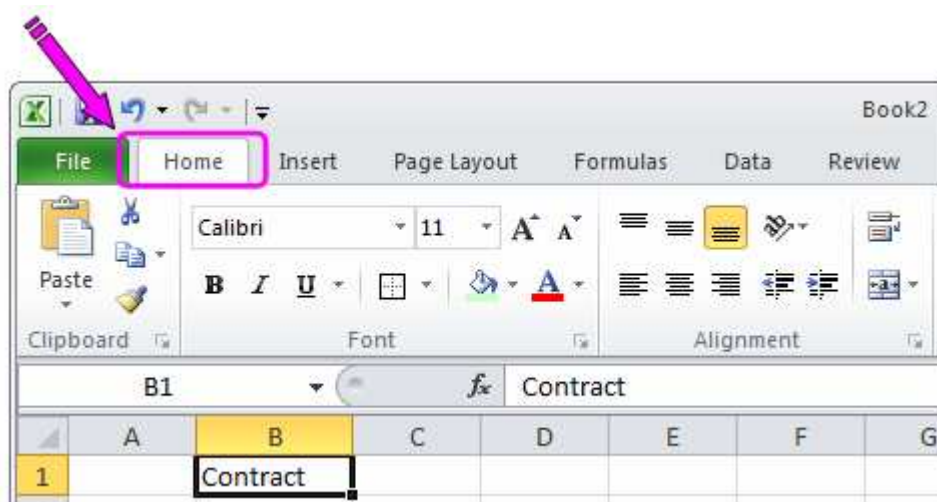 Book2
File Home Insert Page Layout Formulas Data Review
Calibri 11 A A
Paste B I U A
Clipboard Font Alignment
B1 fx Contract
A B C D E F G
1 Contract